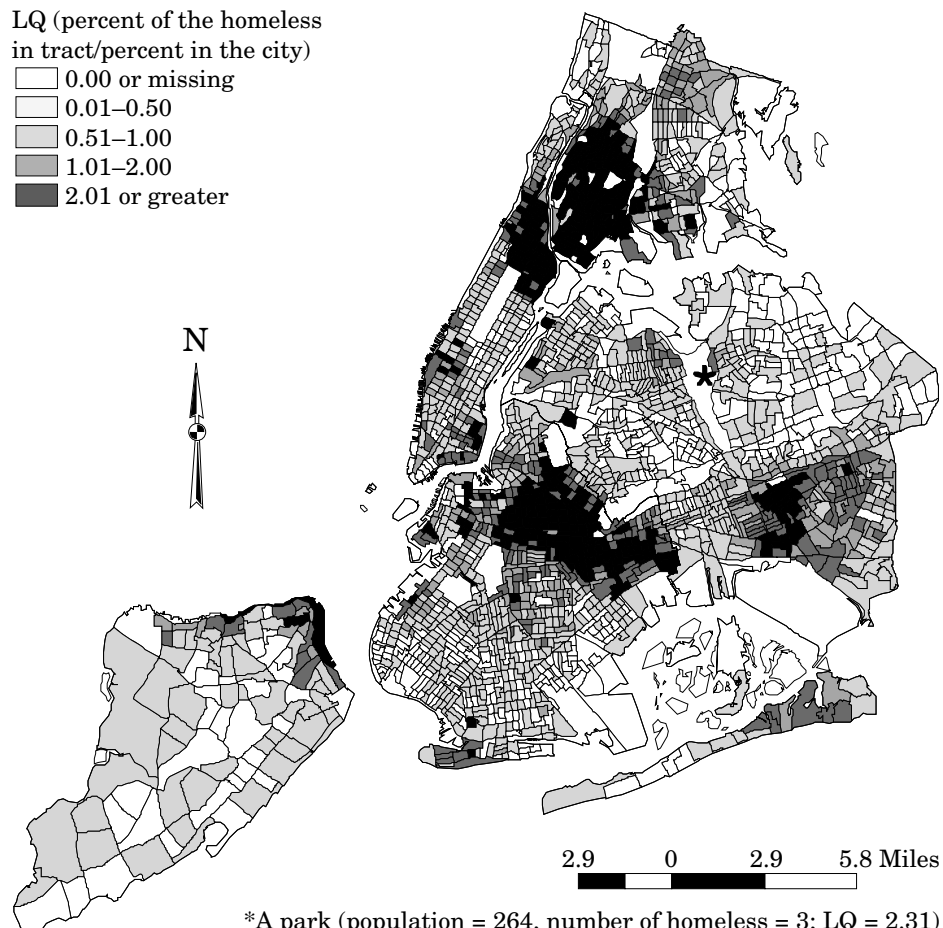 LQ (percent of the homeless
in tract/percent in the city)
0.00 or missing
0.01–0.50
0.51–1.00
1.01–2.00
2.01 or greater
N
2.9 0 2.9 5.8 Miles
*A park (population = 264, number of homeless = 3; LQ = 2.31)